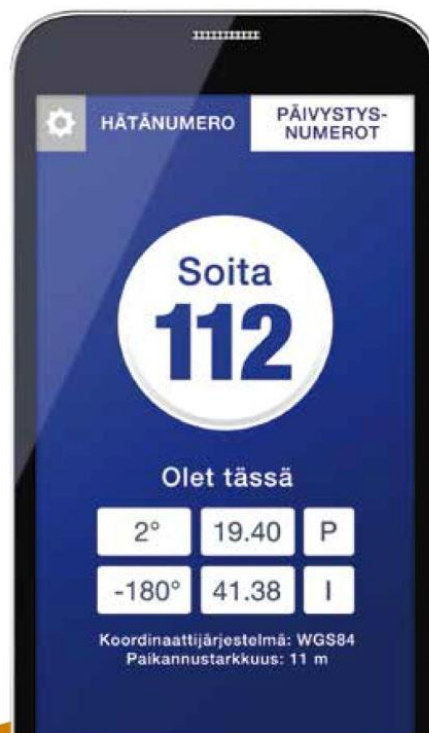 HÄTÄNUMERO
PÄIVYSTYS-
NUMEROT
Soita
112
Olet tässä
2° 19.40 P
-180° 41.38 I
Koordinaattijärjestelmä: WGS84
Paikannustarkkuus: 11 m